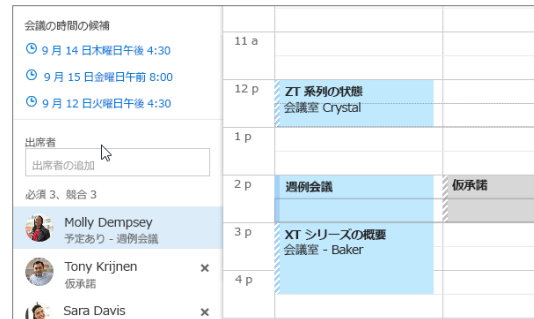 会議の時間の候補
9 月 14 日木曜日午後 4:30
9 月 15 日金曜日午前 8:00
9 月 12 日火曜日午後 4:30
出席者
出席者の追加
必須 3、競合 3
Molly Dempsey
予定あり - 週例会議
Tony Krijnen
仮承諾
Sara Davis
11 a
12 p
ZT 系列の状態
会議室 Crystal
1 p
2 p
週例会議
仮承諾
3 p
XT シリーズの概要
会議室 - Baker
4 p